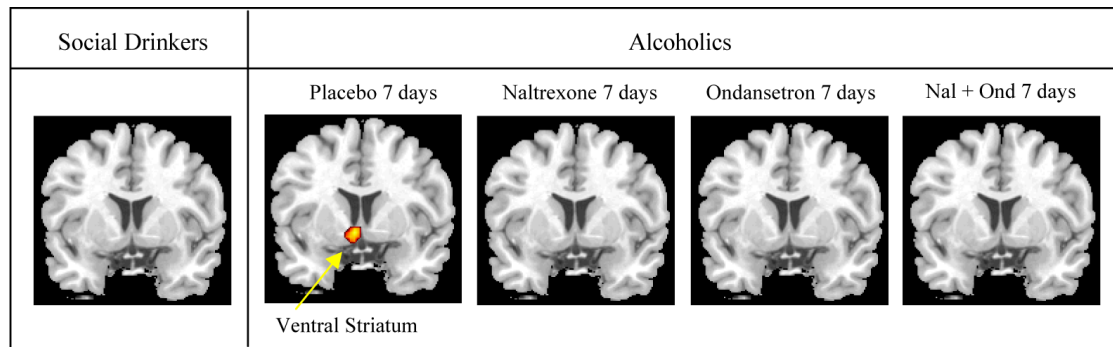 Social Drinkers
Alcoholics
Placebo 7 days
Naltrexone 7 days
Ondansetron 7 days
Nal + Ond 7 days
Ventral Striatum